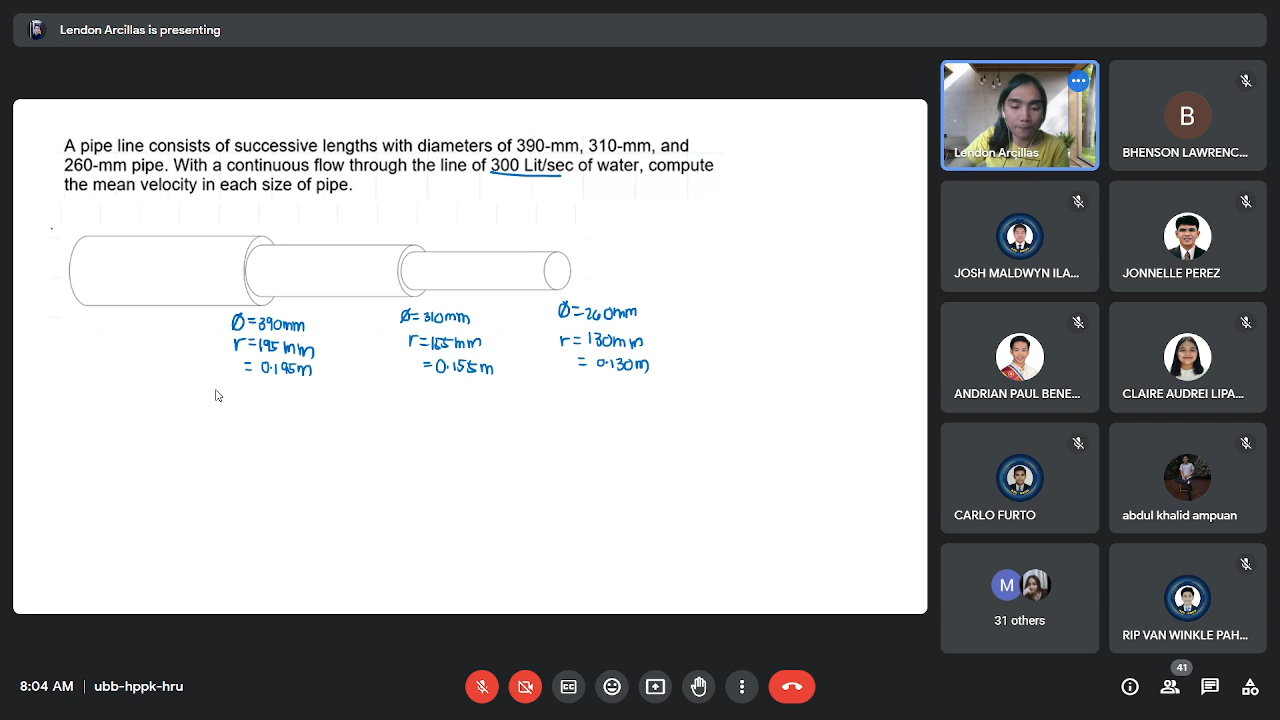 Lendon Arcillas is presenting
A pipe line consists of successive lengths with diameters of 390-mm, 310-mm, and
260-mm pipe. With a continuous flow through the line of 300 Lit/sec of water, compute
the mean velocity in each size of pipe.
Ø=390mm
r=195mm
= 0.195m
Ø=310mm
r=155mm
=0.155m
Ø=260mm
r= 130mm
= 0.130m
Lendon Arcillas
B
BHENSON LAWRENC...
JOSH MALDWYN ILA...
JONNELLE PEREZ
ANDRIAN PAUL BENE...
CLAIRE AUDREI LIPA...
CARLO FURTO
abdul khalid ampuan
M
31 others
RIP VAN WINKLE PAH...
8:04 AM | ubb-hppk-hru
41